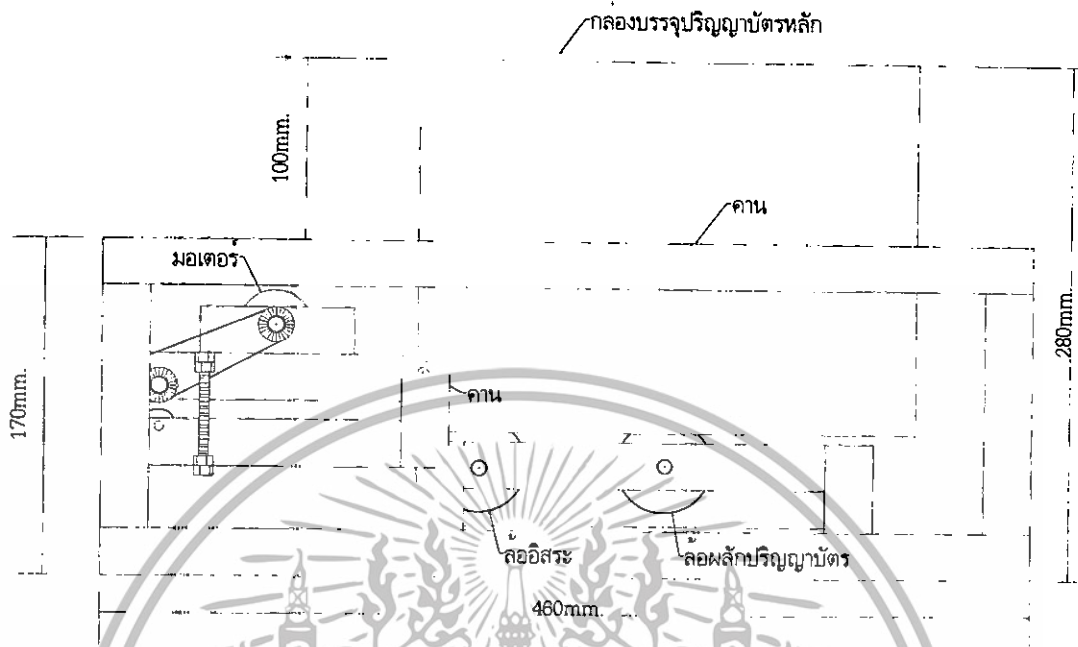 กล่องบรรจุปริญญาบัตรหลัก
100mm.
คาน
มอเตอร์
280mm.
170mm.
คาน
ล้ออิสระ
ล้อผลักปริญญาบัตร
460mm.